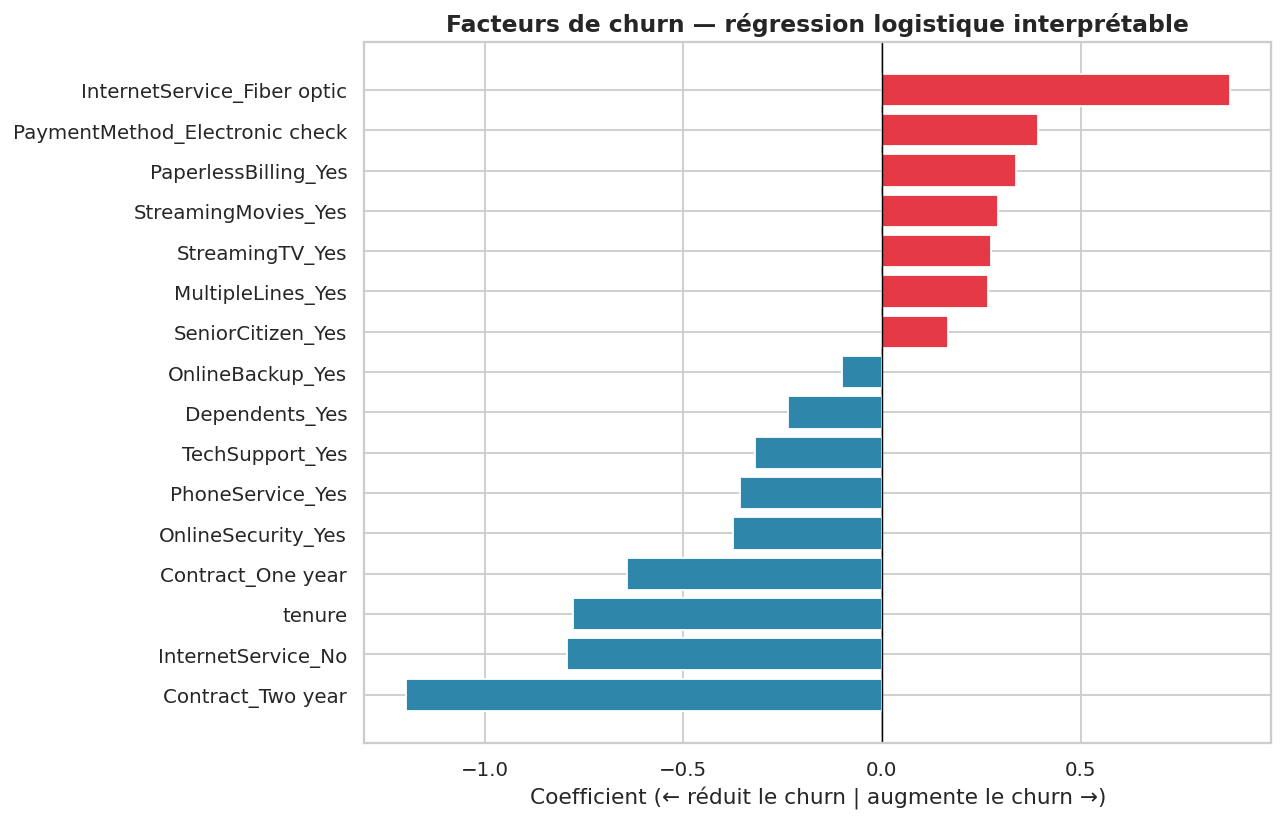 Facteurs de churn — régression logistique interprétable
InternetService_Fiber optic
PaymentMethod_Electronic check
PaperlessBilling_Yes
StreamingMovies_Yes
StreamingTV_Yes
MultipleLines_Yes
SeniorCitizen_Yes
OnlineBackup_Yes
Dependents_Yes
TechSupport_Yes
PhoneService_Yes
OnlineSecurity_Yes
Contract_One year
tenure
InternetService_No
Contract_Two year
−1.0 −0.5 0.0 0.5
Coefficient (← réduit le churn | augmente le churn →)